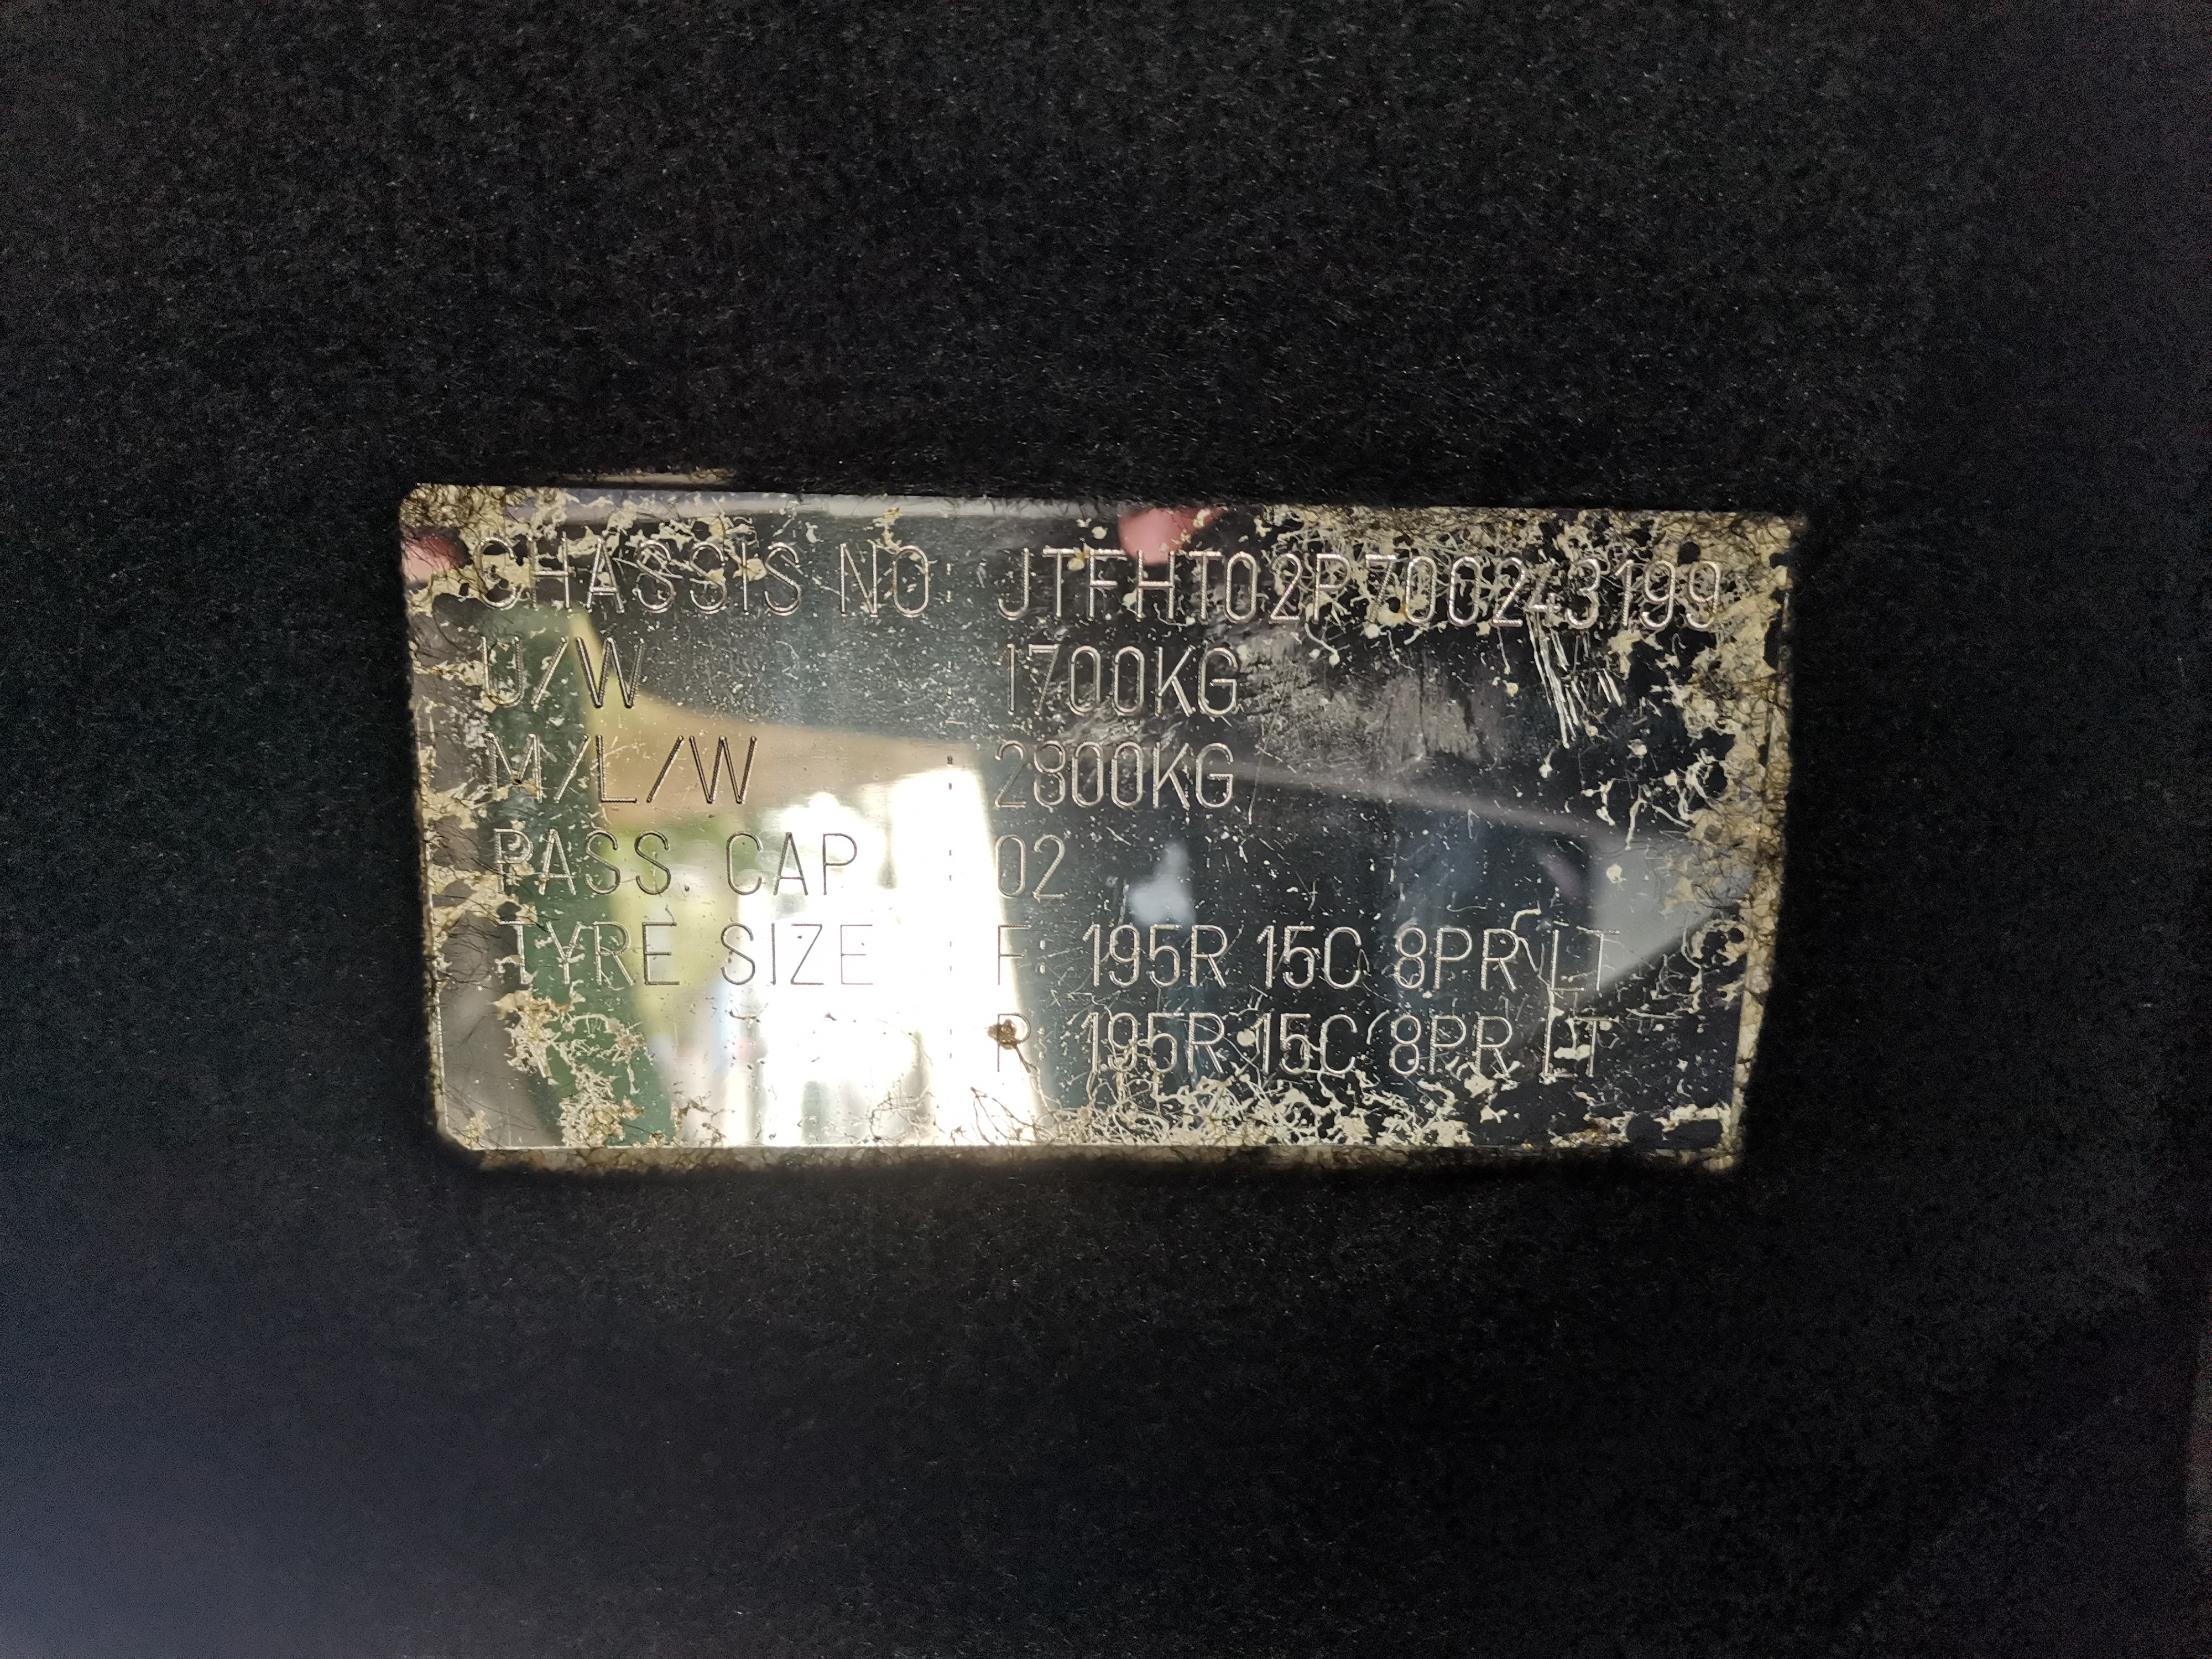 CHASSIS NO: JTFHT02P700243199
U/W 1700KG
M/L/W : 2800KG
PASS. CAP : 02
TYRE SIZE : F: 195R 15C 8PR LT
: R: 195R 15C 8PR LT